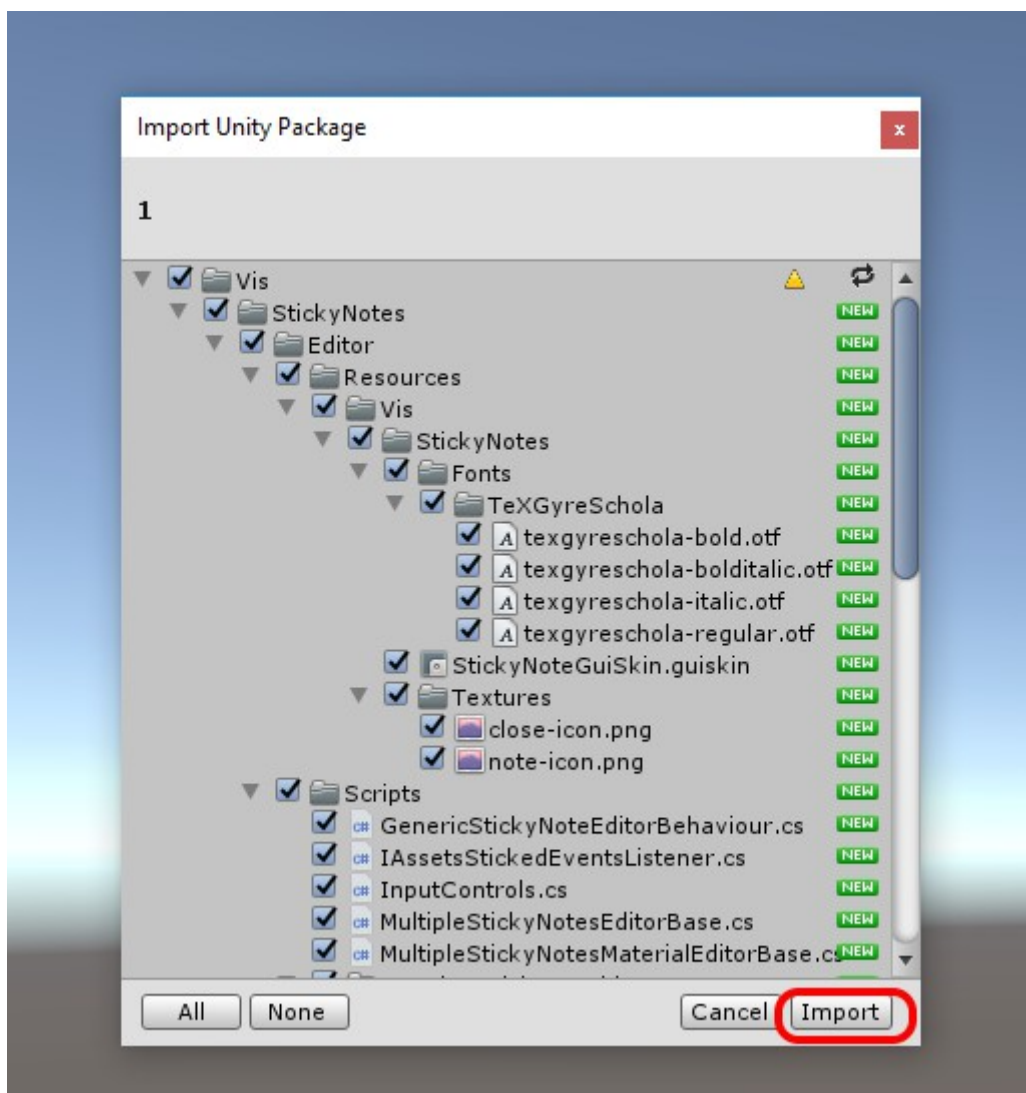 Import Unity Package
x
1
Vis
StickyNotes NEW
Editor NEW
Resources NEW
Vis NEW
StickyNotes NEW
Fonts NEW
TeXGyreSchola NEW
A texgyreschola-bold.otf NEW
A texgyreschola-bolditalic.otf NEW
A texgyreschola-italic.otf NEW
A texgyreschola-regular.otf NEW
StickyNoteGuiSkin.guiskin NEW
Textures NEW
close-icon.png NEW
note-icon.png NEW
Scripts NEW
C# GenericStickyNoteEditorBehaviour.cs NEW
C# IAssetsStickedEventsListener.cs NEW
C# InputControls.cs NEW
C# MultipleStickyNotesEditorBase.cs NEW
C# MultipleStickyNotesMaterialEditorBase.cs NEW
All None Cancel Import